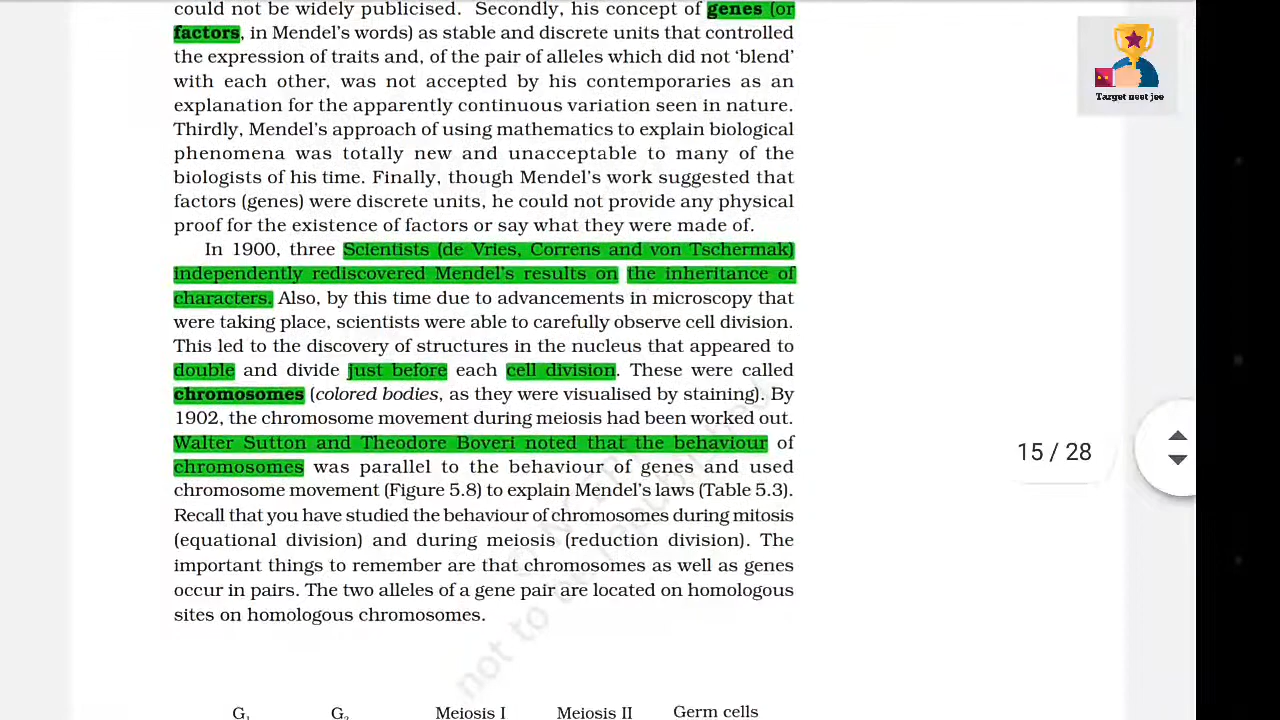 could not be widely publicised.  Secondly, his concept of genes (or
factors, in Mendel's words) as stable and discrete units that controlled
the expression of traits and, of the pair of alleles which did not 'blend'
with each other, was not accepted by his contemporaries as an
explanation for the apparently continuous variation seen in nature.
Thirdly, Mendel's approach of using mathematics to explain biological
phenomena was totally new and unacceptable to many of the
biologists of his time. Finally, though Mendel's work suggested that
factors (genes) were discrete units, he could not provide any physical
proof for the existence of factors or say what they were made of.
In 1900, three Scientists (de Vries, Correns and von Tschermak)
independently rediscovered Mendel's results on the inheritance of
characters. Also, by this time due to advancements in microscopy that
were taking place, scientists were able to carefully observe cell division.
This led to the discovery of structures in the nucleus that appeared to
double and divide just before each cell division. These were called
chromosomes (colored bodies, as they were visualised by staining). By
1902, the chromosome movement during meiosis had been worked out.
Walter Sutton and Theodore Boveri noted that the behaviour of
chromosomes was parallel to the behaviour of genes and used
chromosome movement (Figure 5.8) to explain Mendel's laws (Table 5.3).
Recall that you have studied the behaviour of chromosomes during mitosis
(equational division) and during meiosis (reduction division). The
important things to remember are that chromosomes as well as genes
occur in pairs. The two alleles of a gene pair are located on homologous
sites on homologous chromosomes.
G₁ G₂ Meiosis I Meiosis II Germ cells
Target neet jee
15 / 28
not to be